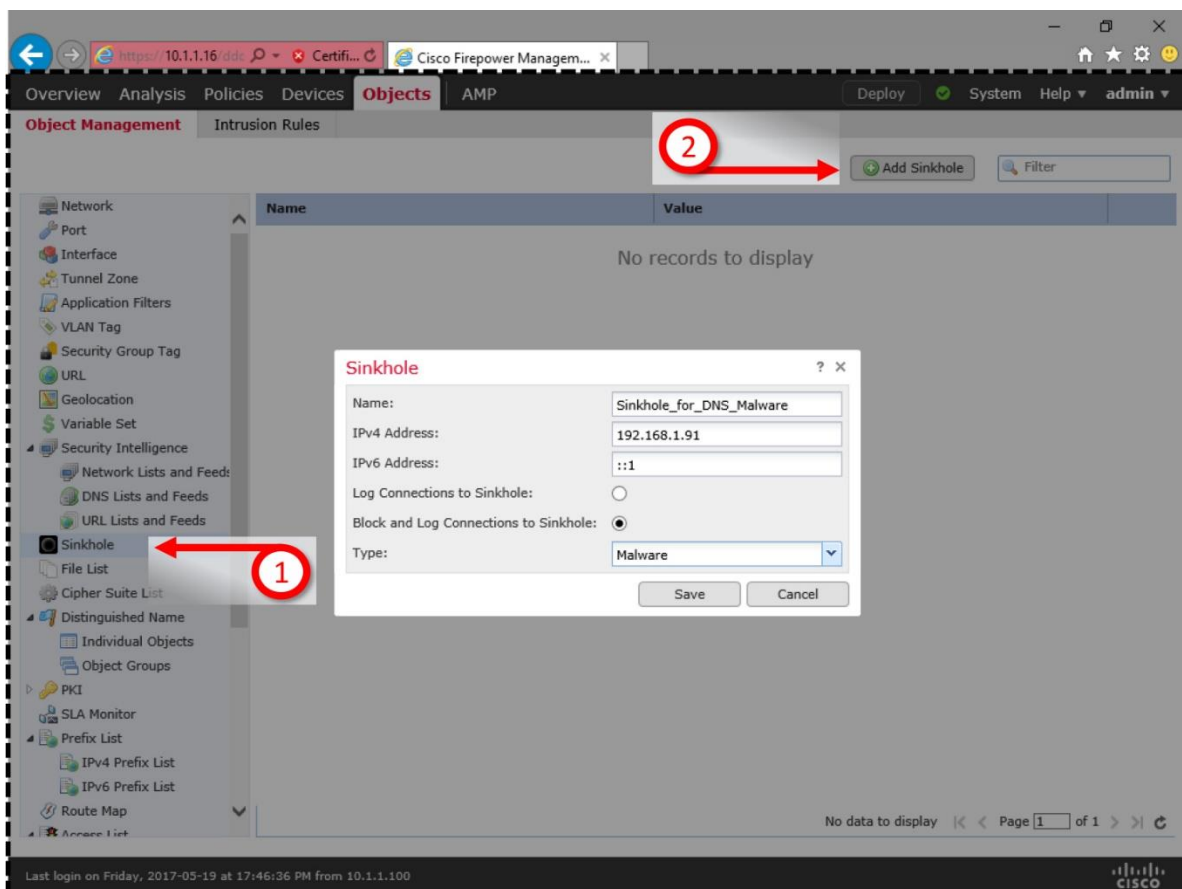 https://10.1.1.16/ddd Certifi... Cisco Firepower Managem...
Overview Analysis Policies Devices Objects AMP Deploy System Help admin
Object Management Intrusion Rules
2
Add Sinkhole Filter
Name Value
No records to display
Network
Port
Interface
Tunnel Zone
Application Filters
VLAN Tag
Security Group Tag
URL
Geolocation
Variable Set
Security Intelligence
Network Lists and Feeds
DNS Lists and Feeds
URL Lists and Feeds
Sinkhole
1
File List
Cipher Suite List
Distinguished Name
Individual Objects
Object Groups
PKI
SLA Monitor
Prefix List
IPv4 Prefix List
IPv6 Prefix List
Route Map
Access List
Sinkhole ? ×
Name: Sinkhole_for_DNS_Malware
IPv4 Address: 192.168.1.91
IPv6 Address: ::1
Log Connections to Sinkhole:
Block and Log Connections to Sinkhole:
Type: Malware
Save Cancel
No data to display |< < Page 1 of 1 > >|
Last login on Friday, 2017-05-19 at 17:46:36 PM from 10.1.1.100
CISCO